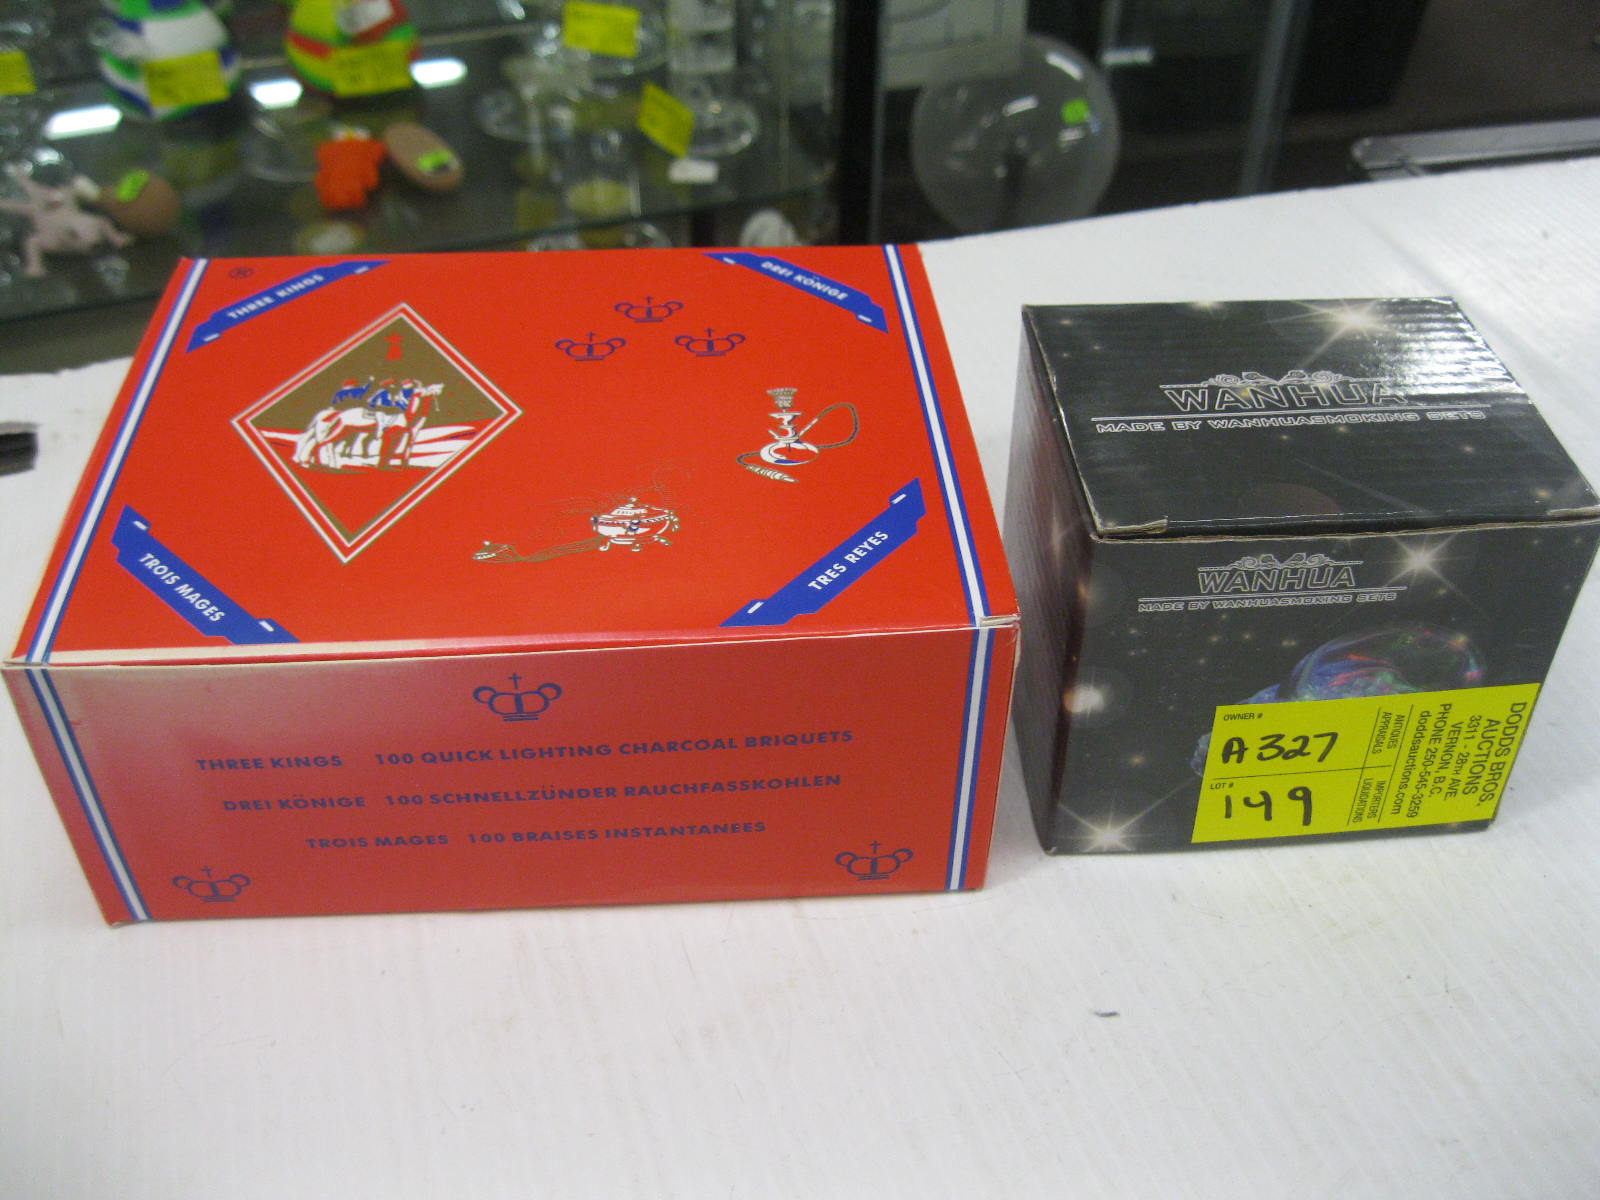 ®
THREE KINGS
DREI KÖNIGE
TROIS MAGES
TRES REYES
THREE KINGS 100 QUICK LIGHTING CHARCOAL BRIQUETS
DREI KÖNIGE 100 SCHNELLZÜNDER RAUCHFASSKOHLEN
TROIS MAGES 100 BRAISES INSTANTANEES
WANHUA
MADE BY WANHUASMOKING SETS
WANHUA
MADE BY WANHUASMOKING SETS
OWNER #
A327
LOT #
149
ANTIQUES
APPRAISALS
IMPORTERS
LIQUIDATIONS
DODDS BROS.
AUCTIONS
3311 - 28TH AVE
VERNON, B.C.
PHONE 250-545-3259
doddsauctions.com